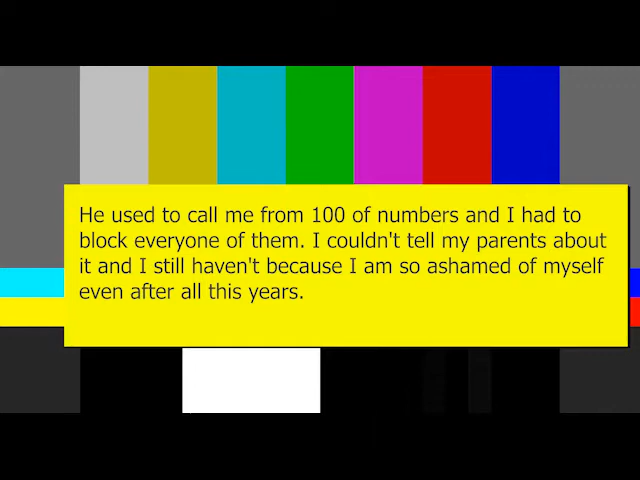 He used to call me from 100 of numbers and I had to
block everyone of them. I couldn't tell my parents about
it and I still haven't because I am so ashamed of myself
even after all this years.